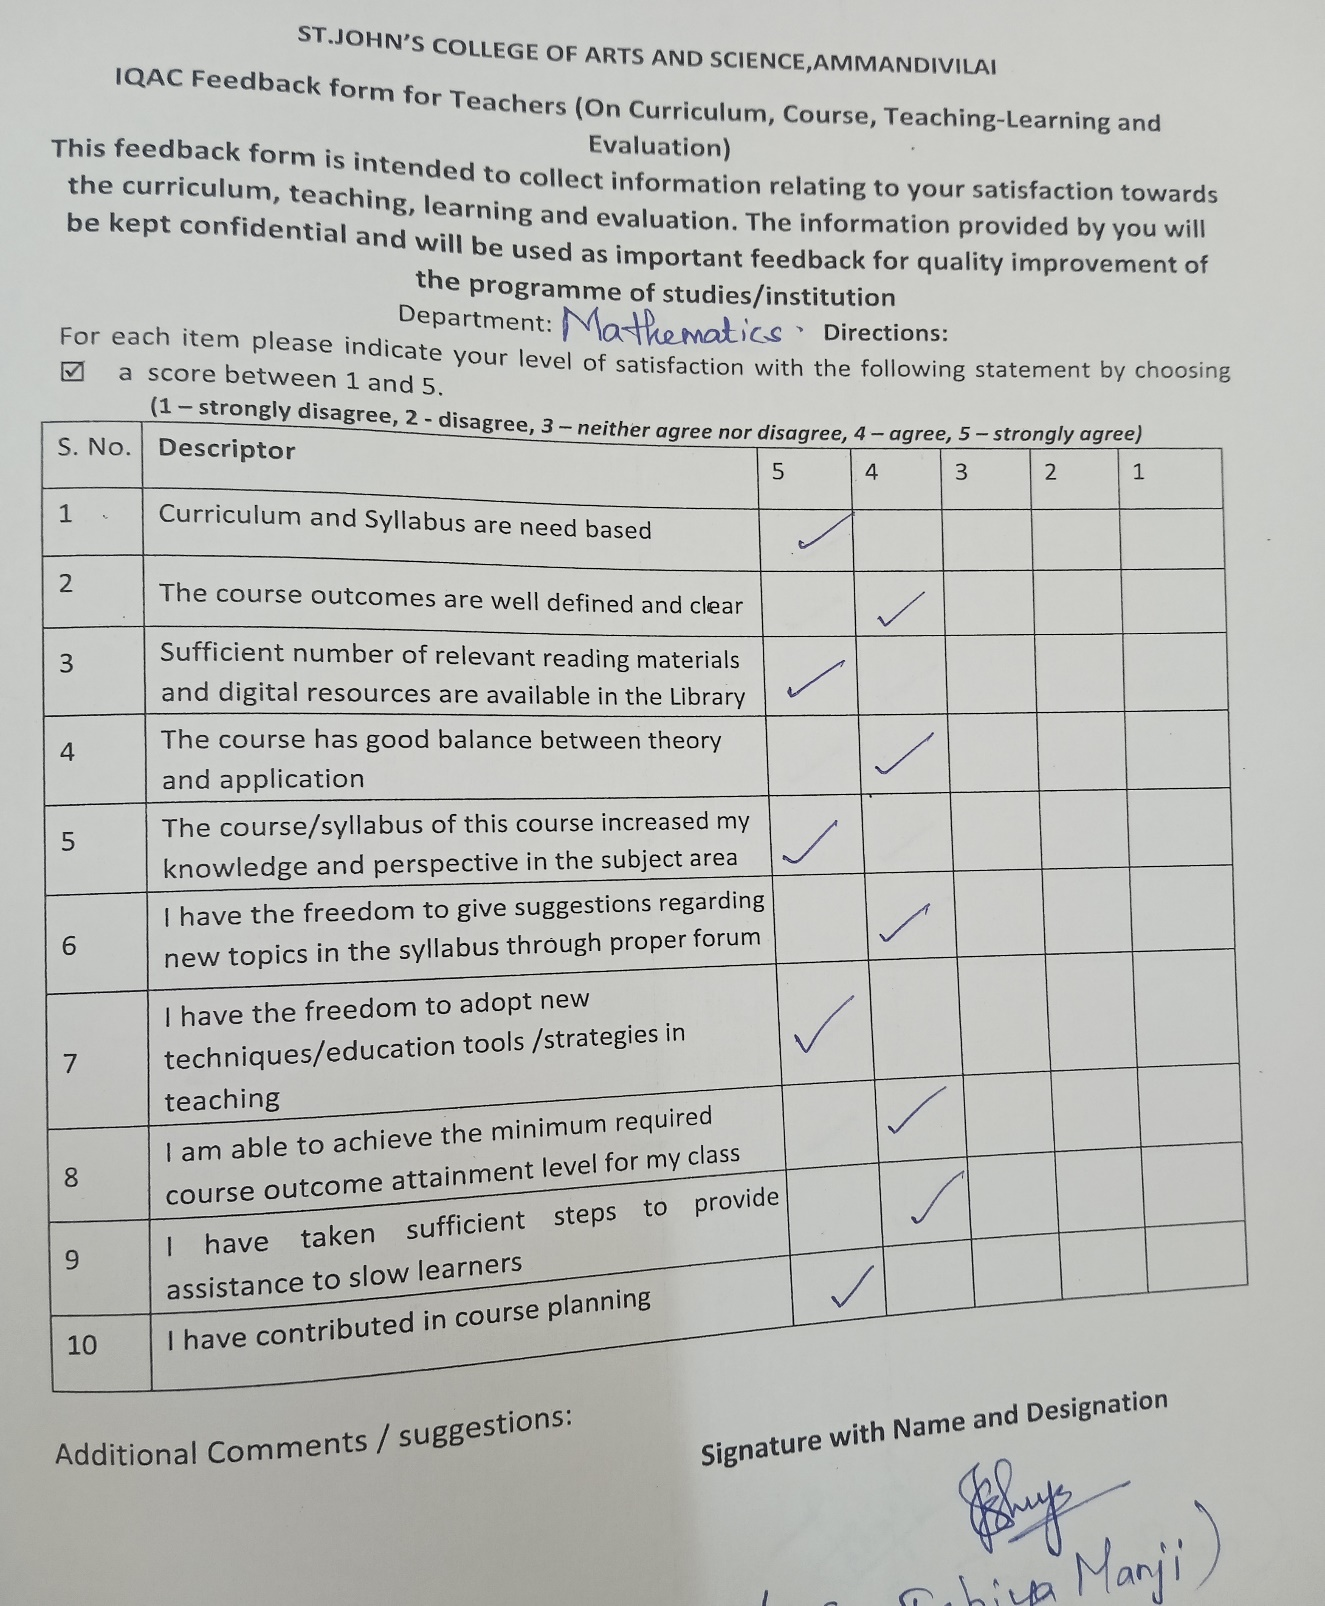 ST.JOHN'S COLLEGE OF ARTS AND SCIENCE,AMMANDIVILAI
IQAC Feedback form for Teachers (On Curriculum, Course, Teaching-Learning and
Evaluation)
This feedback form is intended to collect information relating to your satisfaction towards
the curriculum, teaching, learning and evaluation. The information provided by you will
be kept confidential and will be used as important feedback for quality improvement of
the programme of studies/institution
Department: Mathematics. Directions:
For each item please indicate your level of satisfaction with the following statement by choosing
☑ a score between 1 and 5.
(1 – strongly disagree, 2 - disagree, 3 – neither agree nor disagree, 4 – agree, 5 – strongly agree)
S. No. Descriptor 5 4 3 2 1
1 Curriculum and Syllabus are need based ✓
2 The course outcomes are well defined and clear ✓
3 Sufficient number of relevant reading materials
and digital resources are available in the Library ✓
4 The course has good balance between theory
and application ✓
5 The course/syllabus of this course increased my
knowledge and perspective in the subject area ✓
6 I have the freedom to give suggestions regarding
new topics in the syllabus through proper forum ✓
7 I have the freedom to adopt new
techniques/education tools /strategies in
teaching ✓
8 I am able to achieve the minimum required
course outcome attainment level for my class ✓
9 I have taken sufficient steps to provide
assistance to slow learners ✓
10 I have contributed in course planning ✓
Additional Comments / suggestions:
Signature with Name and Designation
Manji)